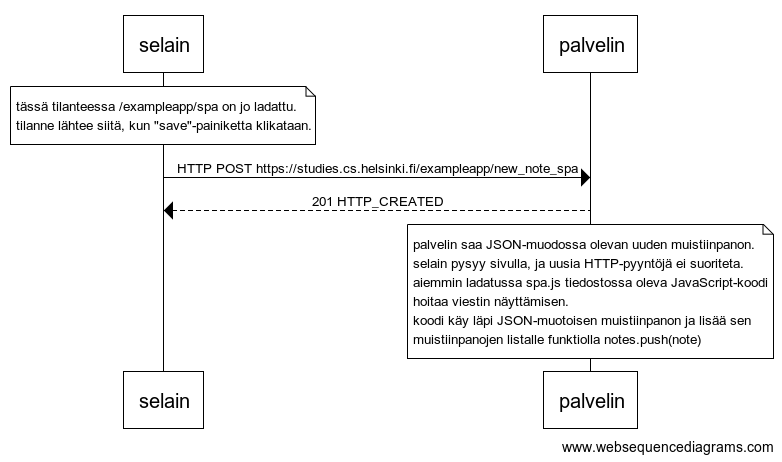 selain
palvelin
tässä tilanteessa /exampleapp/spa on jo ladattu.
tilanne lähtee siitä, kun "save"-painiketta klikataan.
HTTP POST https://studies.cs.helsinki.fi/exampleapp/new_note_spa
201 HTTP_CREATED
palvelin saa JSON-muodossa olevan uuden muistiinpanon.
selain pysyy sivulla, ja uusia HTTP-pyyntöjä ei suoriteta.
aiemmin ladatussa spa.js tiedostossa oleva JavaScript-koodi
hoitaa viestin näyttämisen.
koodi käy läpi JSON-muotoisen muistiinpanon ja lisää sen
muistiinpanojen listalle funktiolla notes.push(note)
selain
palvelin
www.websequencediagrams.com